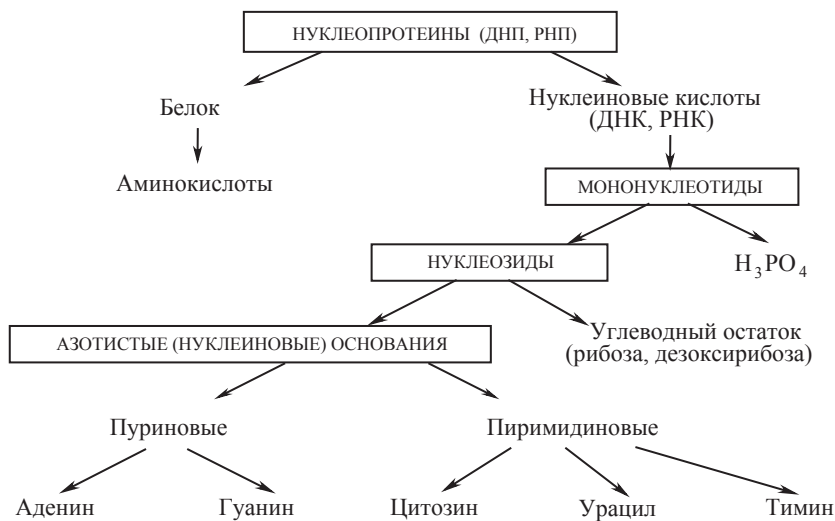 НУКЛЕОПРОТЕИНЫ (ДНП, РНП)
Белок
Нуклеиновые кислоты
(ДНК, РНК)
Аминокислоты
МОНОНУКЛЕОТИДЫ
НУКЛЕОЗИДЫ
H3PO4
АЗОТИСТЫЕ (НУКЛЕИНОВЫЕ) ОСНОВАНИЯ
Углеводный остаток
(рибоза, дезоксирибоза)
Пуриновые
Пиримидиновые
Аденин
Гуанин
Цитозин
Урацил
Тимин